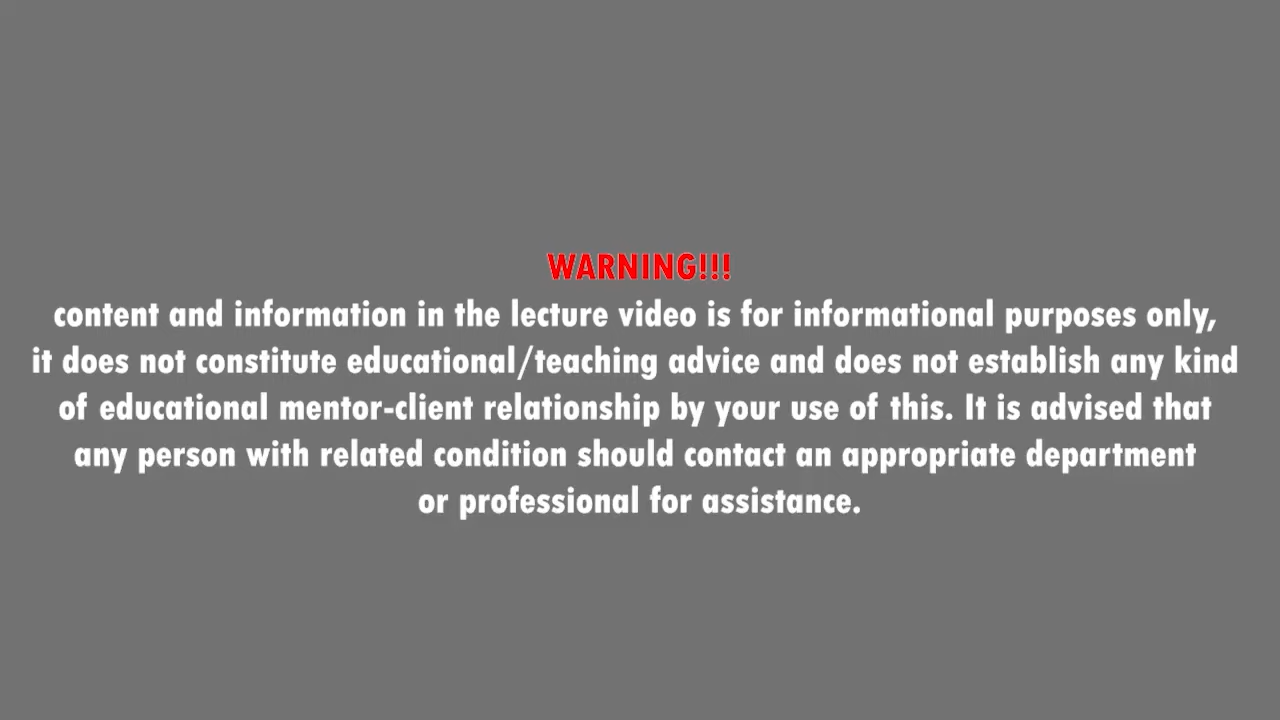 WARNING!!!
content and information in the lecture video is for informational purposes only,
it does not constitute educational/teaching advice and does not establish any kind
of educational mentor-client relationship by your use of this. It is advised that
any person with related condition should contact an appropriate department
or professional for assistance.